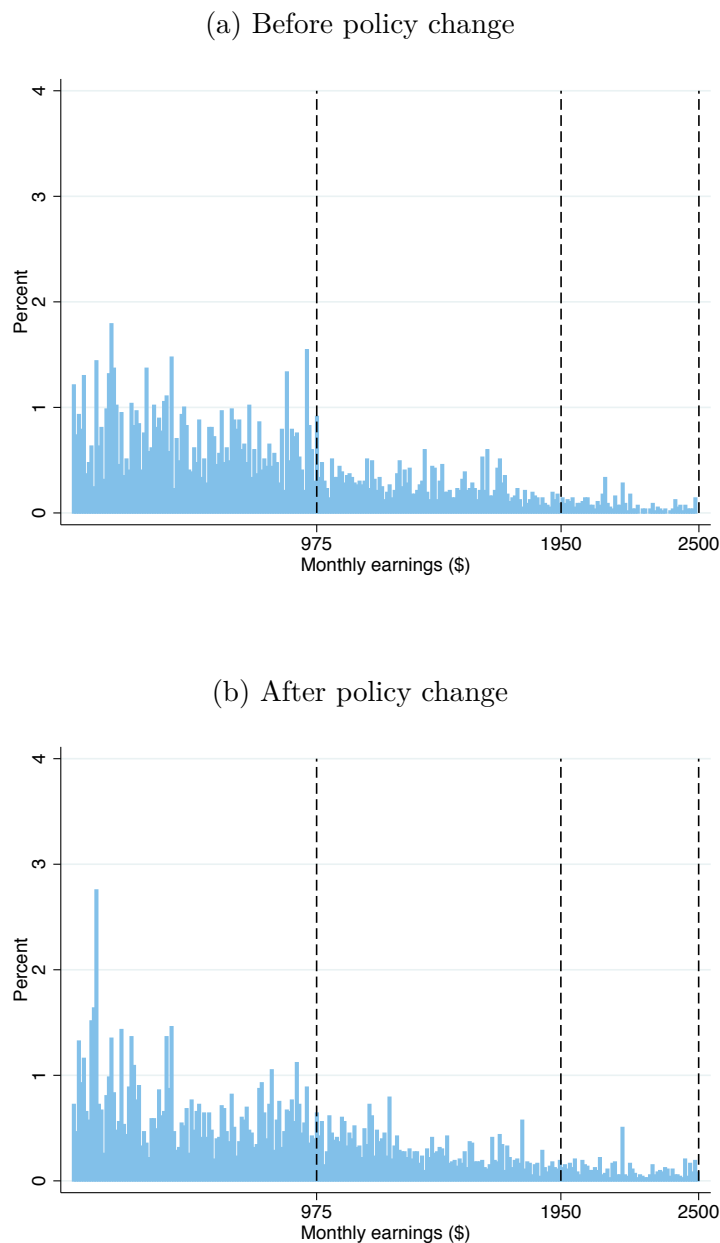 (a) Before policy change
4
3
2
1
0
Percent
975
1950
2500
Monthly earnings ($)
(b) After policy change
4
3
2
1
0
Percent
975
1950
2500
Monthly earnings ($)